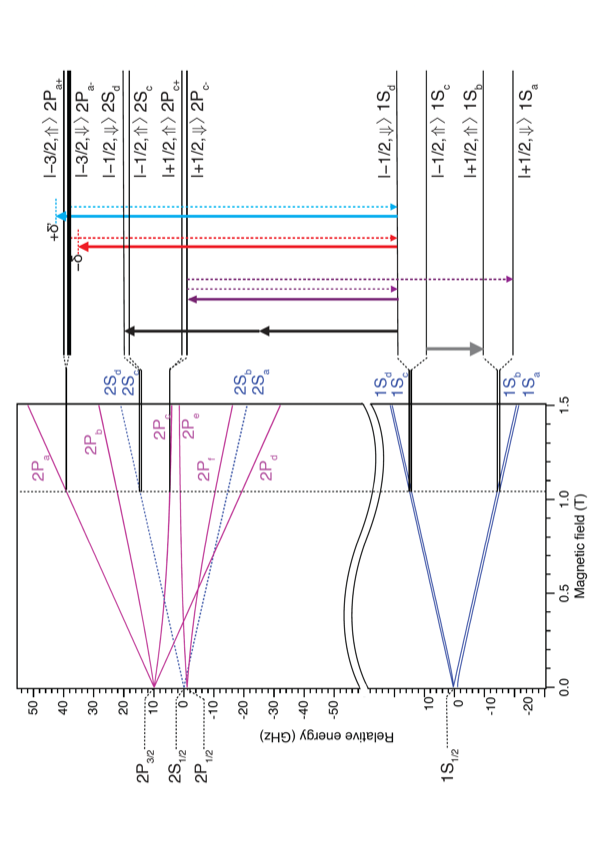 |−3/2,⇑⟩ 2Pa+
|−3/2,⇓⟩ 2Pa-
|−1/2,⇓⟩ 2Sd
|−1/2,⇑⟩ 2Sc
|+1/2,⇑⟩ 2Pc+
|+1/2,⇓⟩ 2Pc-
|−1/2,⇓⟩ 1Sd
|−1/2,⇑⟩ 1Sc
|+1/2,⇑⟩ 1Sb
|+1/2,⇓⟩ 1Sa
+δ
−δ
2Sd
2Sc
2Sb
2Sa
1Sd
1Sc
1Sb
1Sa
2Pa
2Pb
2Pc
2Pe
2Pf
2Pd
1.5
1.0
0.5
0.0
Magnetic field (T)
50
40
30
20
10
0
-10
-20
-30
-40
-50
10
0
-10
-20
Relative energy (GHz)
2P3/2
2S1/2
2P1/2
1S1/2